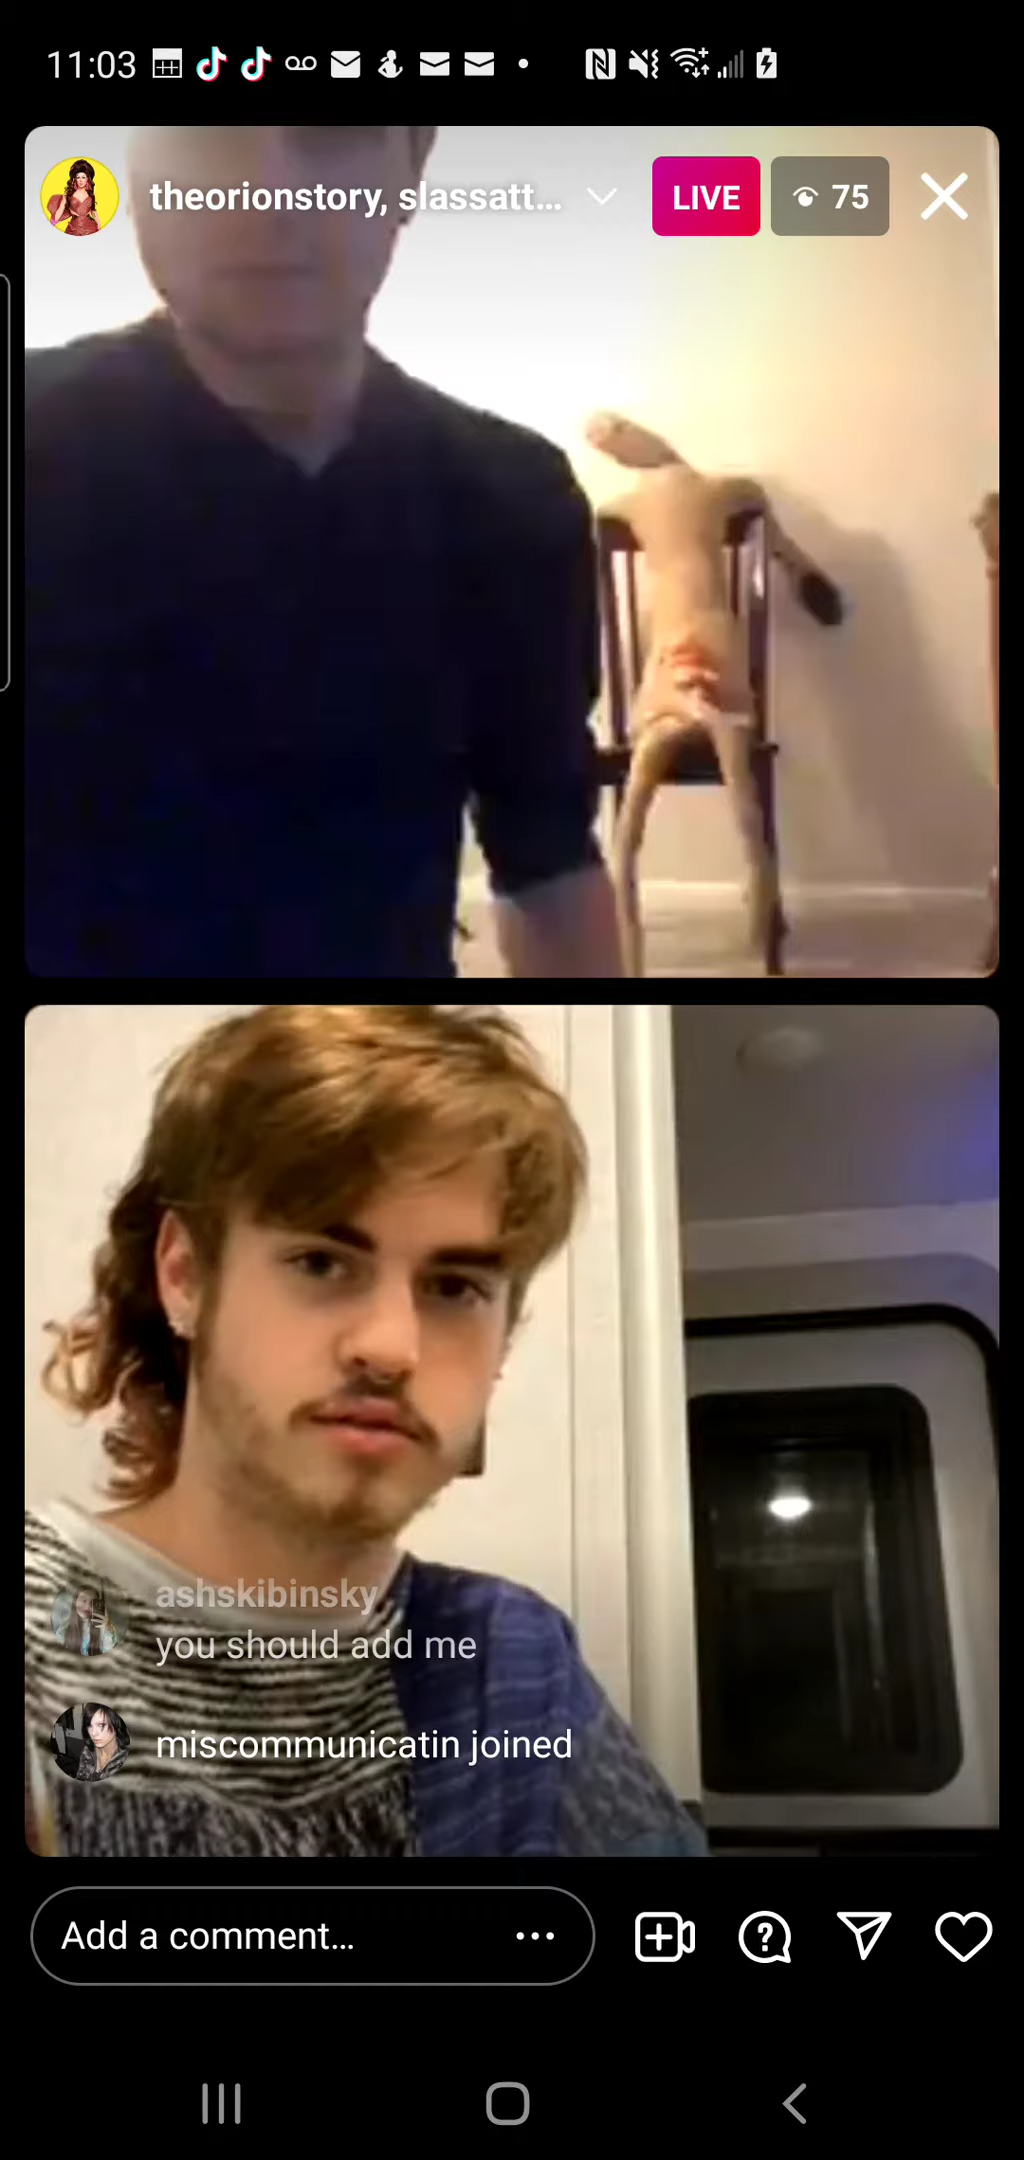 11:03
theorionstory, slassatt...
LIVE
75
ashskibinsky
you should add me
miscommunicatin joined
Add a comment...